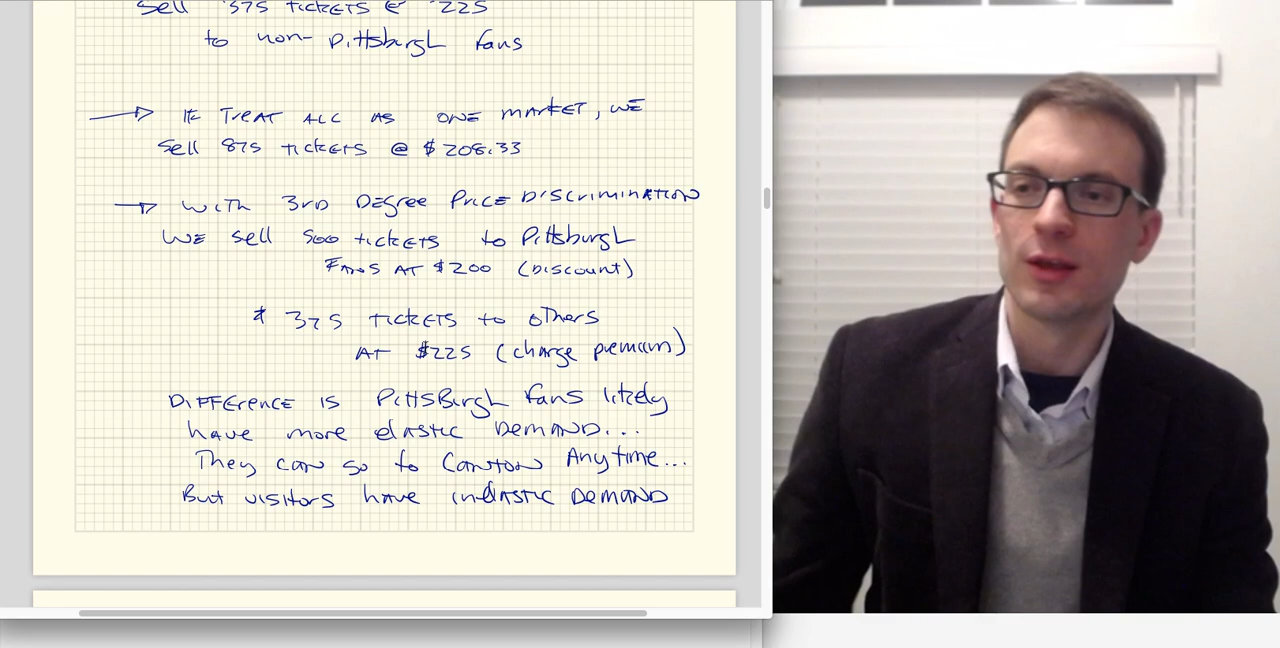 Sell 375 tickets @ $225
to non-Pittsburgh fans
→ If Treat all as one market, we
sell 875 tickets @ $208.33
→ with 3rd Degree Price Discrimination
we sell 500 tickets to Pittsburgh
Fans at $200 (Discount)
& 375 tickets to others
at $225 (charge premium)
Difference is Pittsburgh fans likely
have more elastic Demand...
They can go to Canton Anytime...
But visitors have inelastic Demand